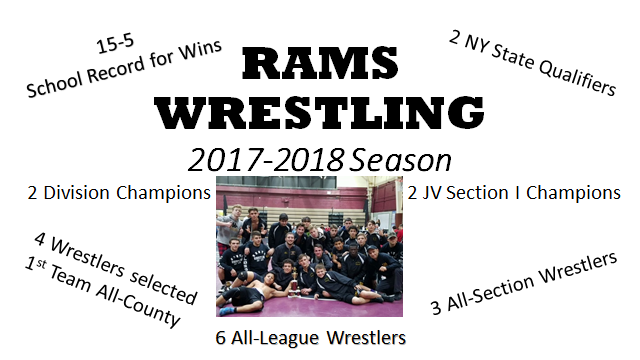 15-5
School Record for Wins
2 NY State Qualifiers
RAMS
WRESTLING
2017-2018 Season
2 Division Champions
2 JV Section I Champions
4 Wrestlers selected
1st Team All-County
3 All-Section Wrestlers
6 All-League Wrestlers